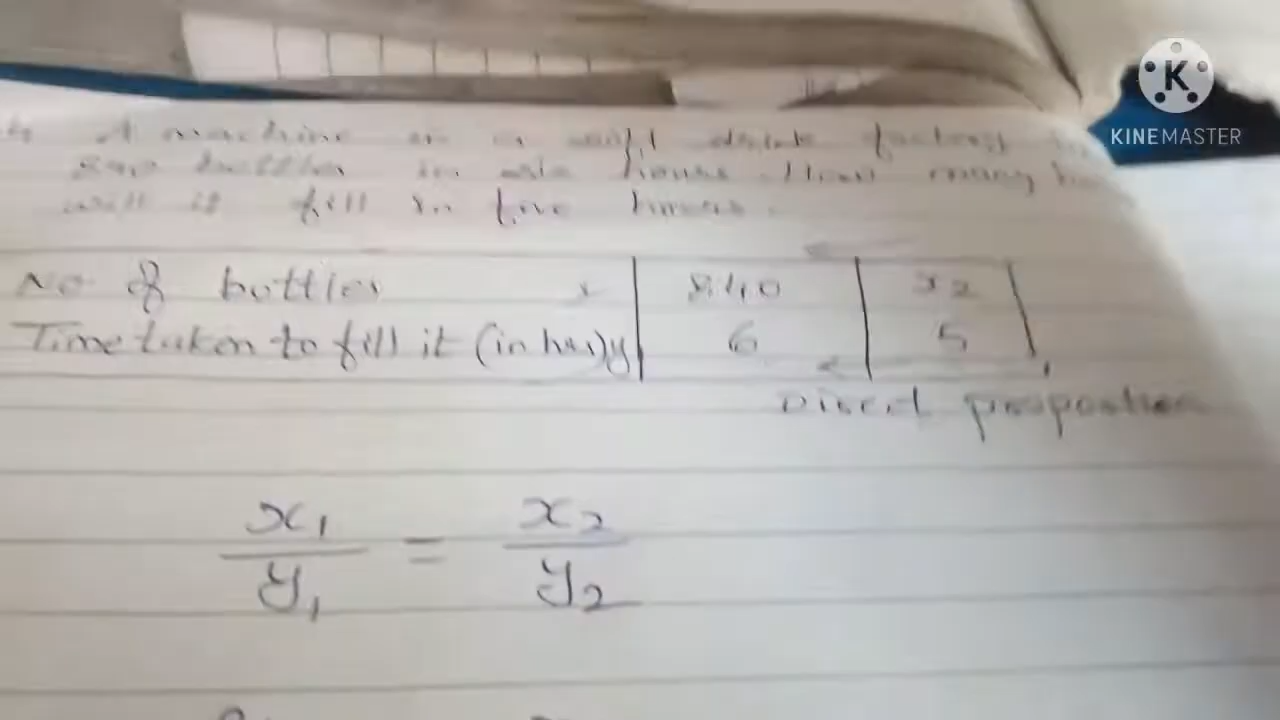 KINEMASTER
A machine in a soft drink factory
840 bottles in six hours. How many
will it fill in five hours.
No of bottles x 840 x2
Time taken to fill it (in hrs) y 6 5
Direct proportion
x1 / y1 = x2 / y2